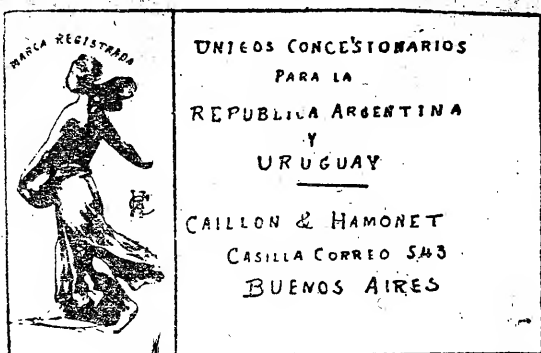 MARCA REGISTRADA
UNICOS CONCESIONARIOS
PARA LA
REPUBLICA ARGENTINA
Y
URUGUAY
CAILLON & HAMONET
CASILLA CORREO 543
BUENOS AIRES